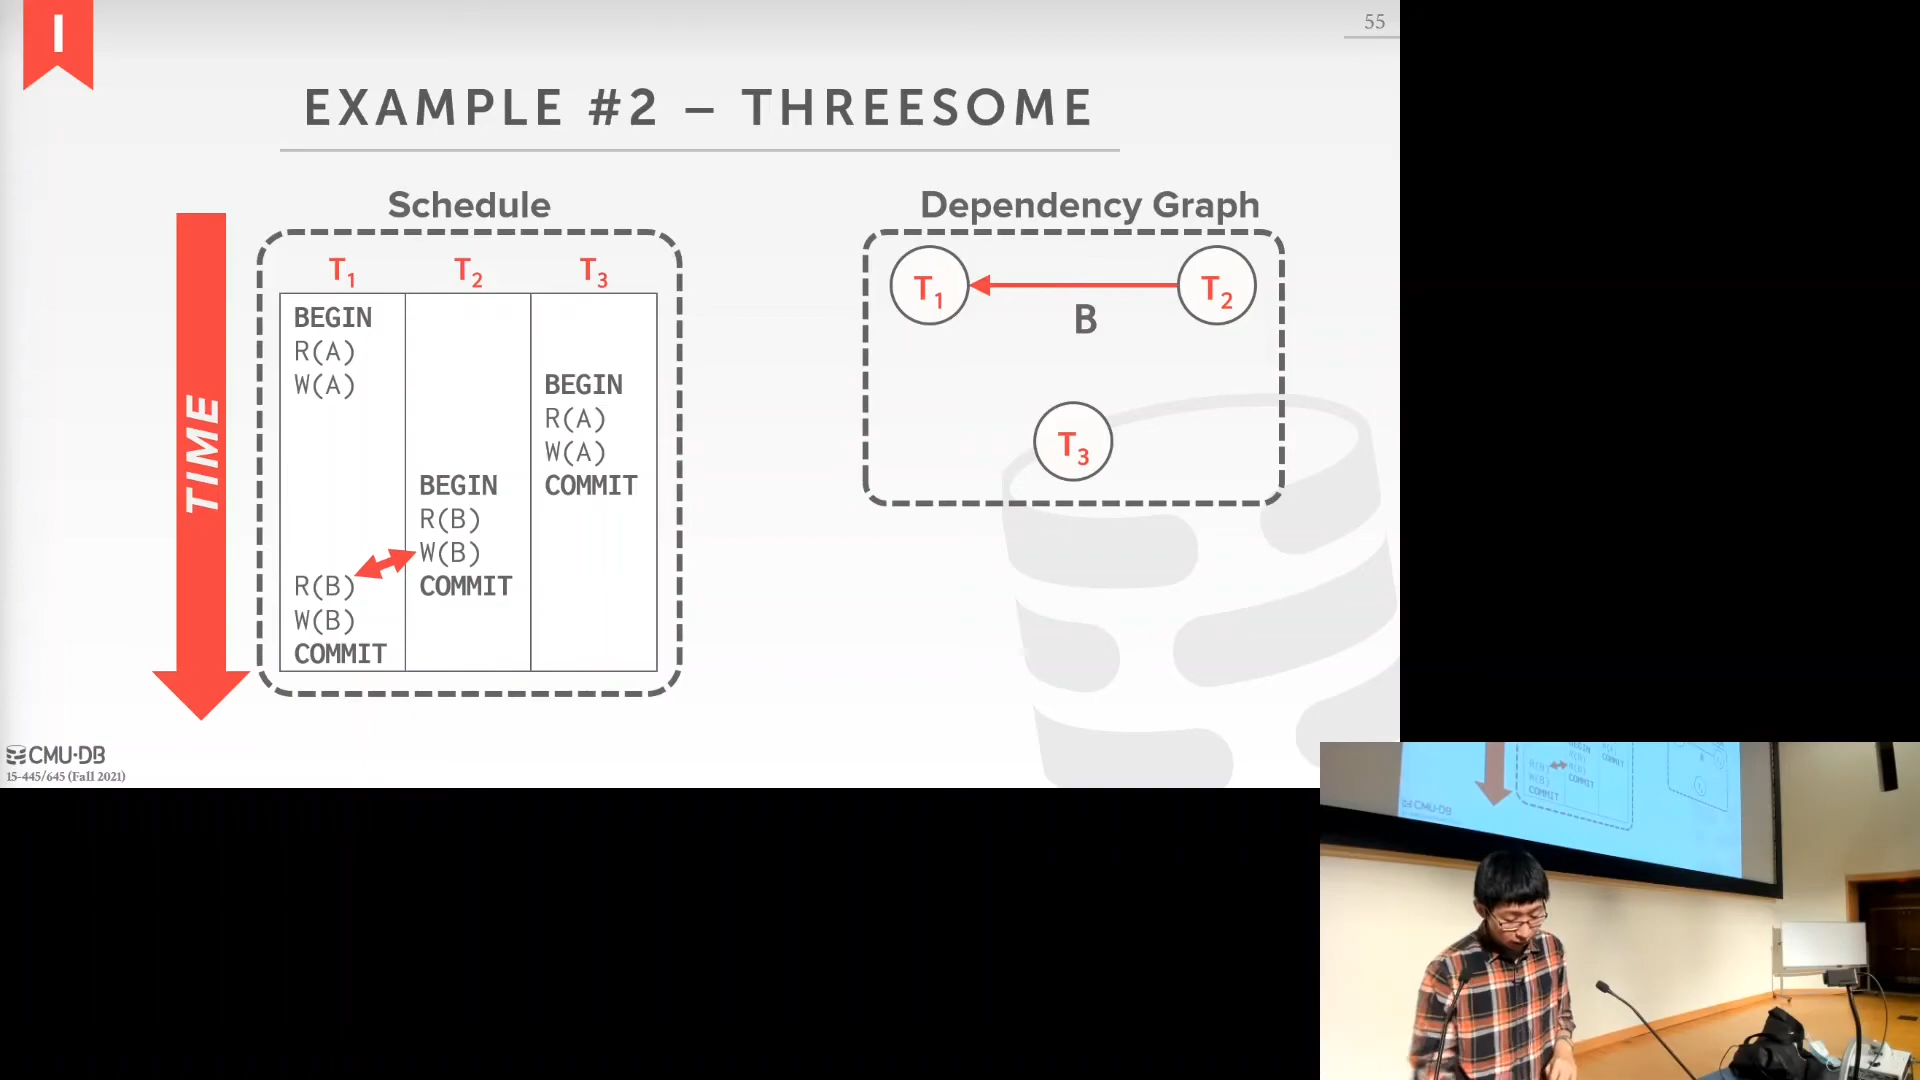 I
55
EXAMPLE #2 – THREESOME
Schedule
Dependency Graph
TIME
T1 T2 T3
BEGIN
R(A)
W(A)
R(B)
W(B)
COMMIT
BEGIN
R(B)
W(B)
COMMIT
BEGIN
R(A)
W(A)
COMMIT
T1
B
T2
T3
CMU·DB
15-445/645 (Fall 2021)